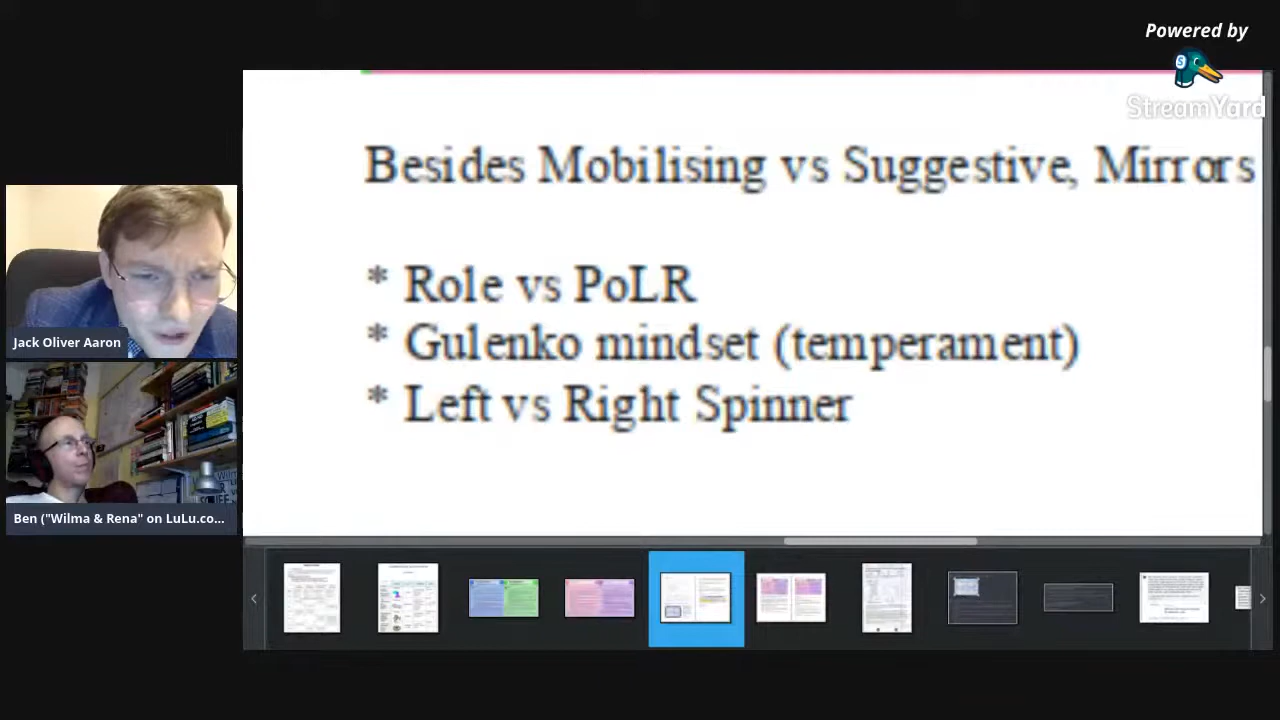 Powered by
S
StreamYard
Besides Mobilising vs Suggestive, Mirrors
* Role vs PoLR
* Gulenko mindset (temperament)
* Left vs Right Spinner
Jack Oliver Aaron
Ben ("Wilma & Rena" on LuLu.co...